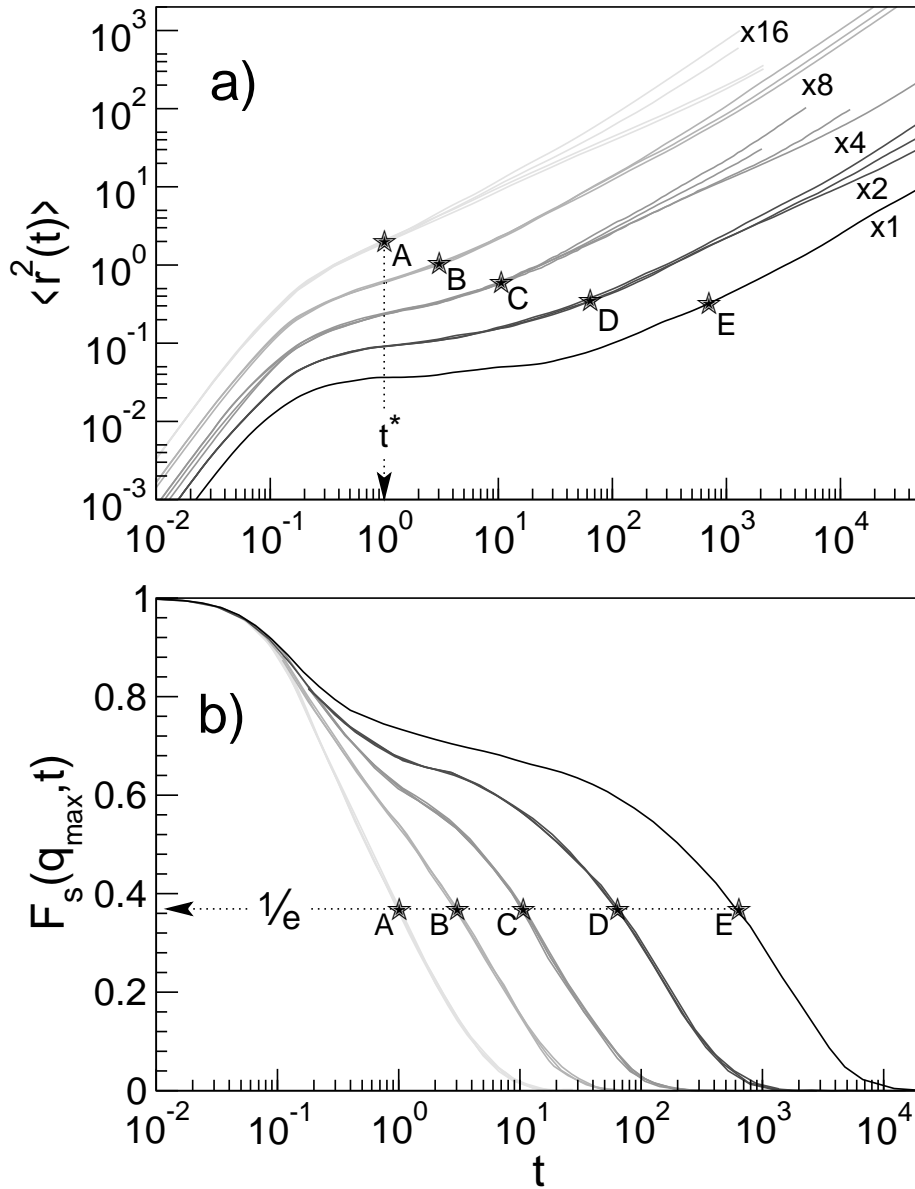 a)
x16
x8
x4
x2
x1
A
B
C
D
E
t*
<r²(t)>
10³
10²
10¹
10⁰
10⁻¹
10⁻²
10⁻³
10⁻² 10⁻¹ 10⁰ 10¹ 10² 10³ 10⁴
b)
1/e
A B C D E
F_s(q_max,t)
1
0.8
0.6
0.4
0.2
0
10⁻² 10⁻¹ 10⁰ 10¹ 10² 10³ 10⁴
t